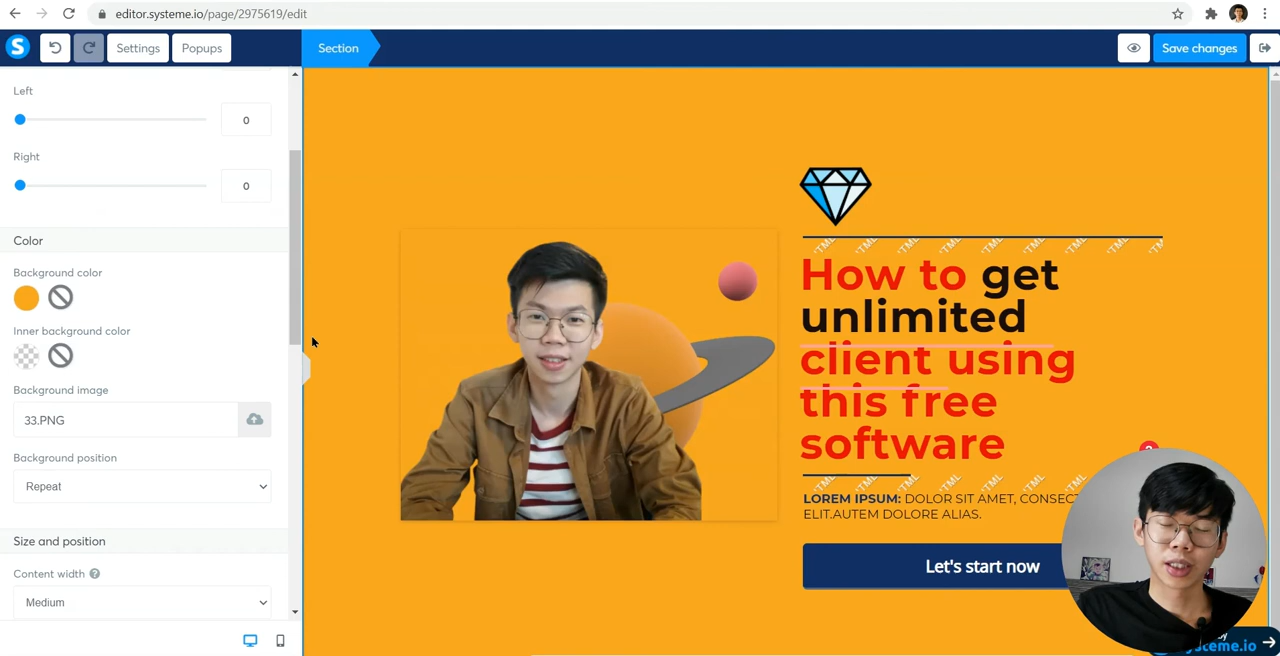 editor.systeme.io/page/2975619/edit
S
Settings
Popups
Section
Save changes
Left
0
Right
0
Color
Background color
Inner background color
Background image
33.PNG
Background position
Repeat
Size and position
Content width ?
Medium
How to get
unlimited
client using
this free
software
LOREM IPSUM: DOLOR SIT AMET,
ELIT.AUTEM DOLORE ALIAS.
Let's start now